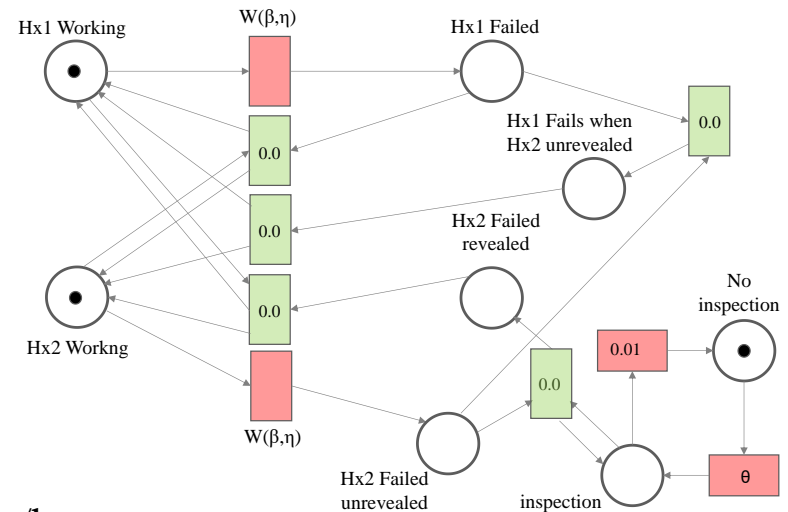 W(β,η)
Hx1 Working
Hx1 Failed
0.0
Hx1 Fails when
Hx2 unrevealed
0.0
0.0
Hx2 Failed
revealed
No
inspection
0.0
Hx2 Workng
0.01
0.0
W(β,η)
θ
Hx2 Failed
unrevealed
inspection